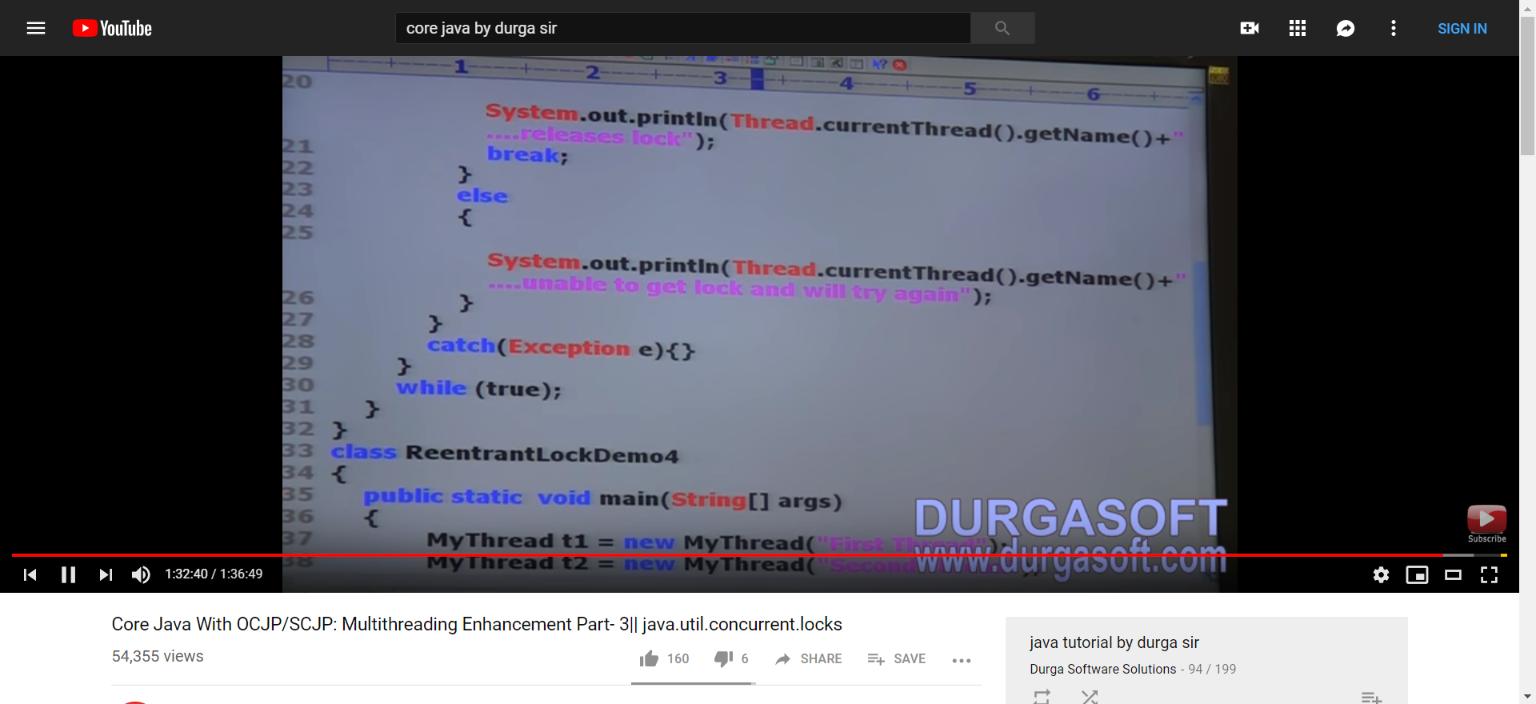 YouTube
core java by durga sir
SIGN IN
1 2 3 4 5 6
20
System.out.println(Thread.currentThread().getName()+"
....releases lock");
21 break;
22 }
23 else
24 {
25
System.out.println(Thread.currentThread().getName()+"
....unable to get lock and will try again");
26 }
27 }
28 catch(Exception e){}
29 }
30 while (true);
31 }
32 }
33 class ReentrantLockDemo4
34 {
35 public static void main(String[] args)
36 {
37 MyThread t1 = new MyThread("First Thread");
38 MyThread t2 = new MyThread("Second
DURGASOFT
www.durgasoft.com
Subscribe
1:32:40 / 1:36:49
Core Java With OCJP/SCJP: Multithreading Enhancement Part- 3|| java.util.concurrent.locks
54,355 views
160
6
SHARE
SAVE
java tutorial by durga sir
Durga Software Solutions - 94 / 199